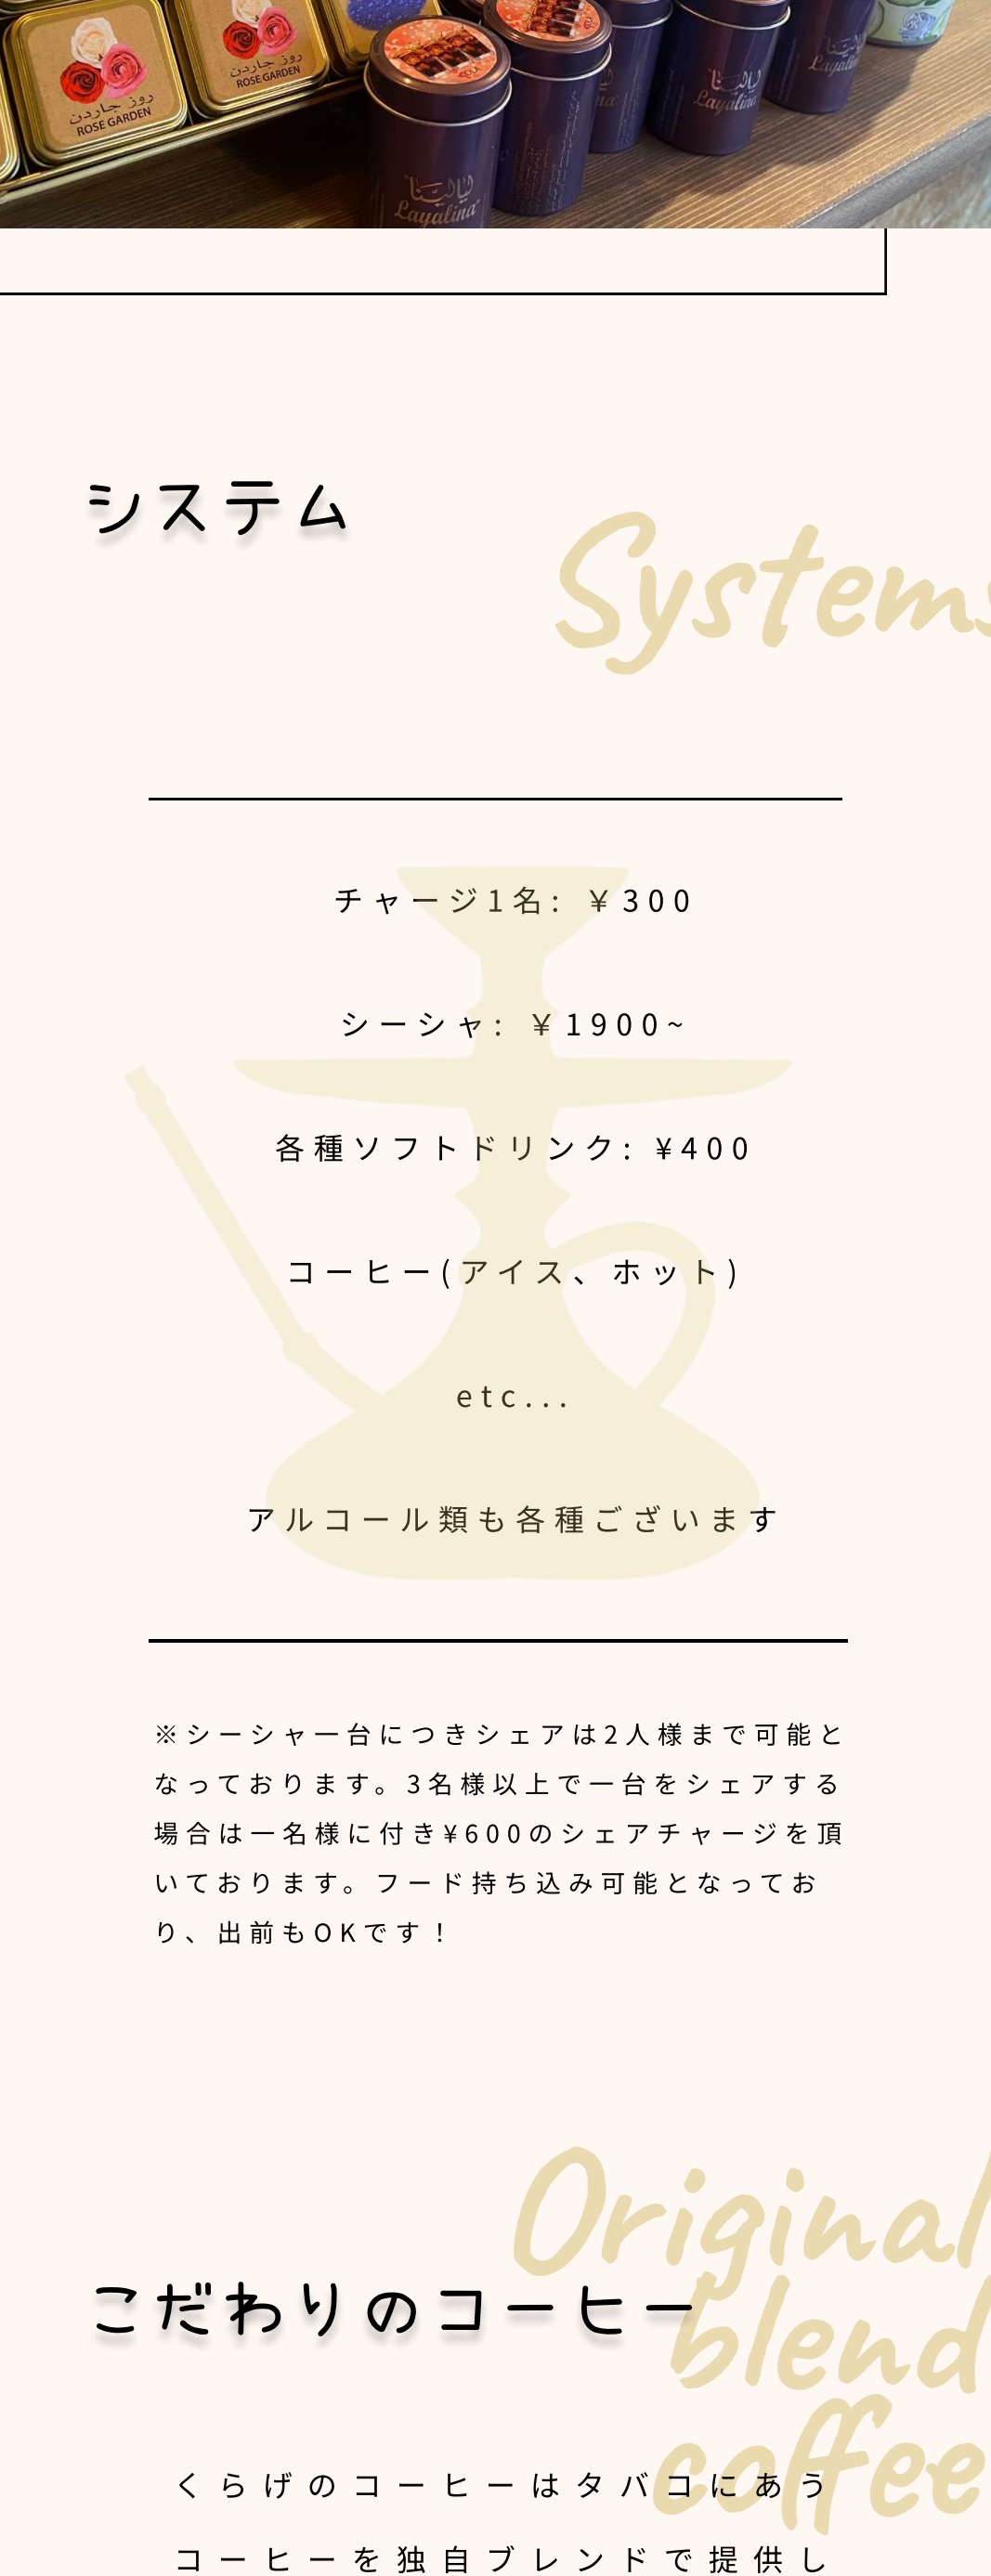 روز جاردن
ROSE GARDEN
روز جاردن
ROSE GARDEN
ليالينا
Layalina
Layalina
システム
Systems
チャージ1名: ￥300
シーシャ: ￥1900~
各種ソフトドリンク: ¥400
コーヒー(アイス、ホット)
etc...
アルコール類も各種ございます
※シーシャ一台につきシェアは2人様まで可能と
なっております。3名様以上で一台をシェアする
場合は一名様に付き¥600のシェアチャージを頂
いております。フード持ち込み可能となってお
り、出前もOKです！
Original
blend
coffee
こだわりのコーヒー
くらげのコーヒーはタバコにあう
コーヒーを独自ブレンドで提供し